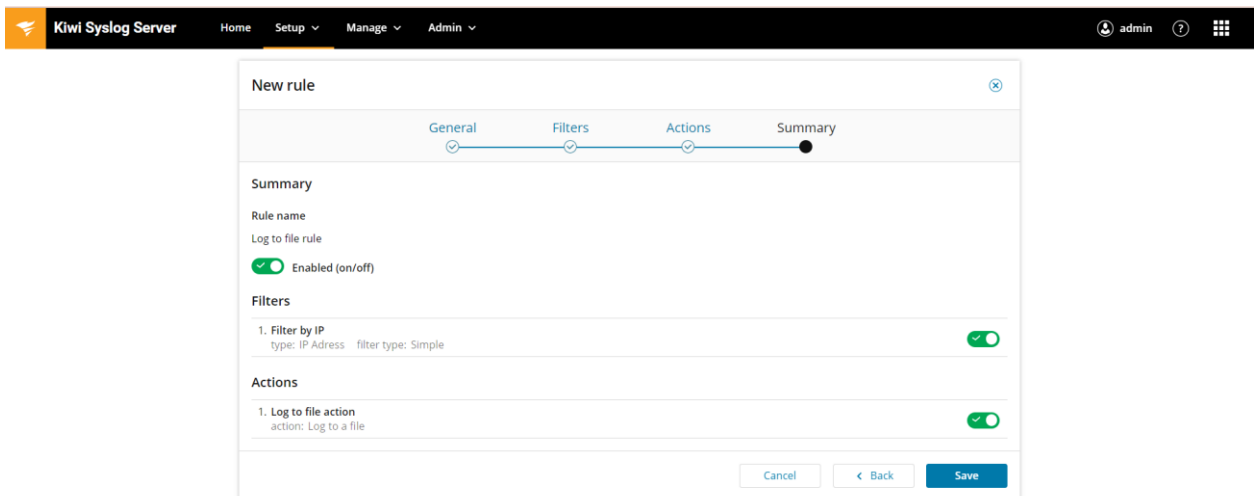 Kiwi Syslog Server Home Setup Manage Admin admin ?
New rule
General Filters Actions Summary
Summary
Rule name
Log to file rule
Enabled (on/off)
Filters
1. Filter by IP
type: IP Adress filter type: Simple
Actions
1. Log to file action
action: Log to a file
Cancel < Back Save